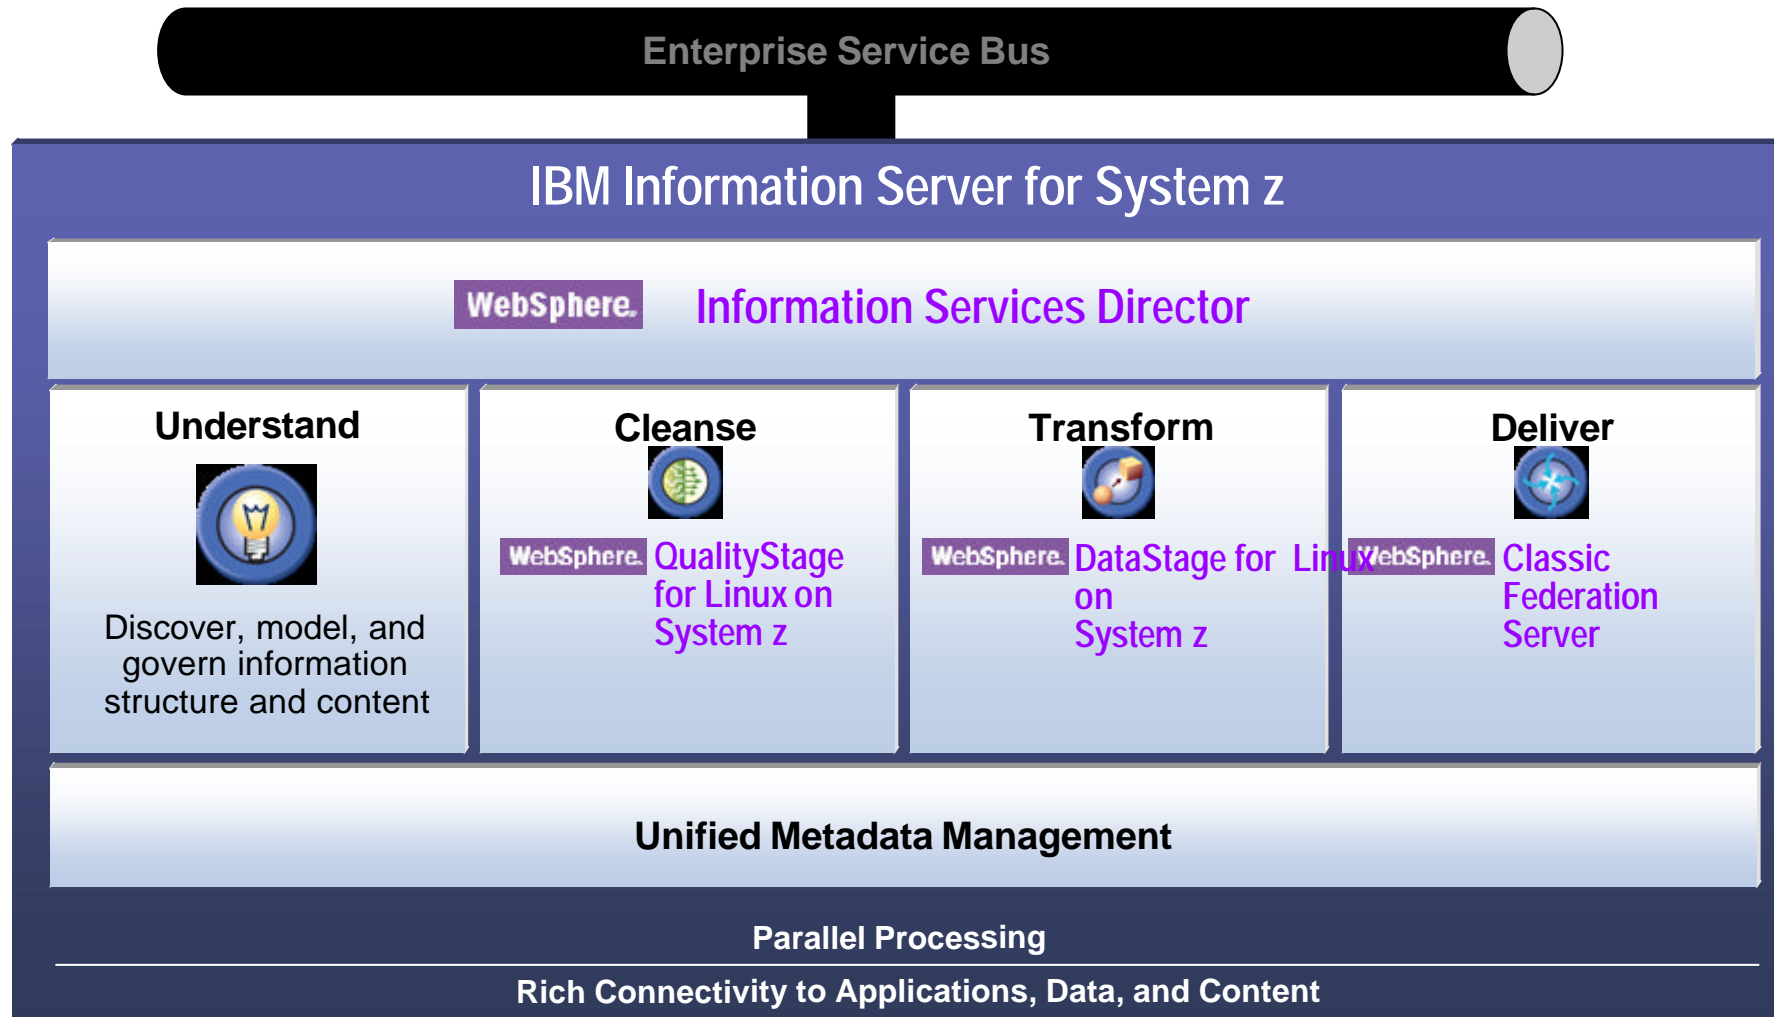 Enterprise Service Bus
IBM Information Server for System z
WebSphere. Information Services Director
Understand
Discover, model, and
govern information
structure and content
Cleanse
WebSphere. QualityStage
for Linux on
System z
Transform
WebSphere. DataStage for Linux
on
System z
Deliver
WebSphere. Classic
Federation
Server
Unified Metadata Management
Parallel Processing
Rich Connectivity to Applications, Data, and Content